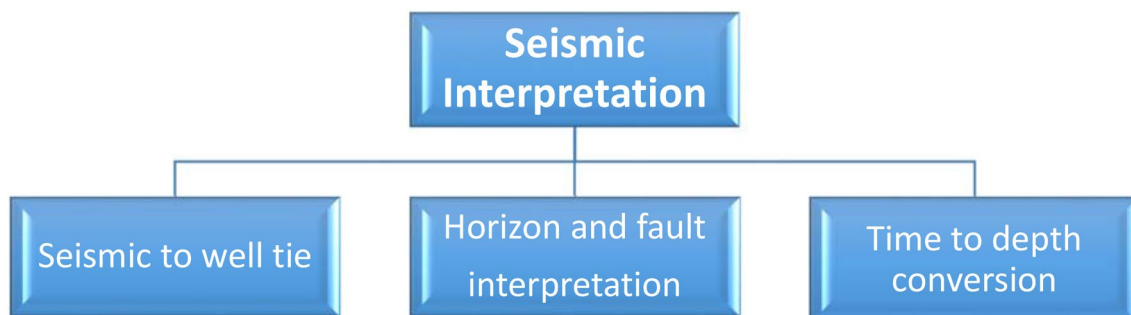 Seismic
Interpretation
Seismic to well tie
Horizon and fault
interpretation
Time to depth
conversion